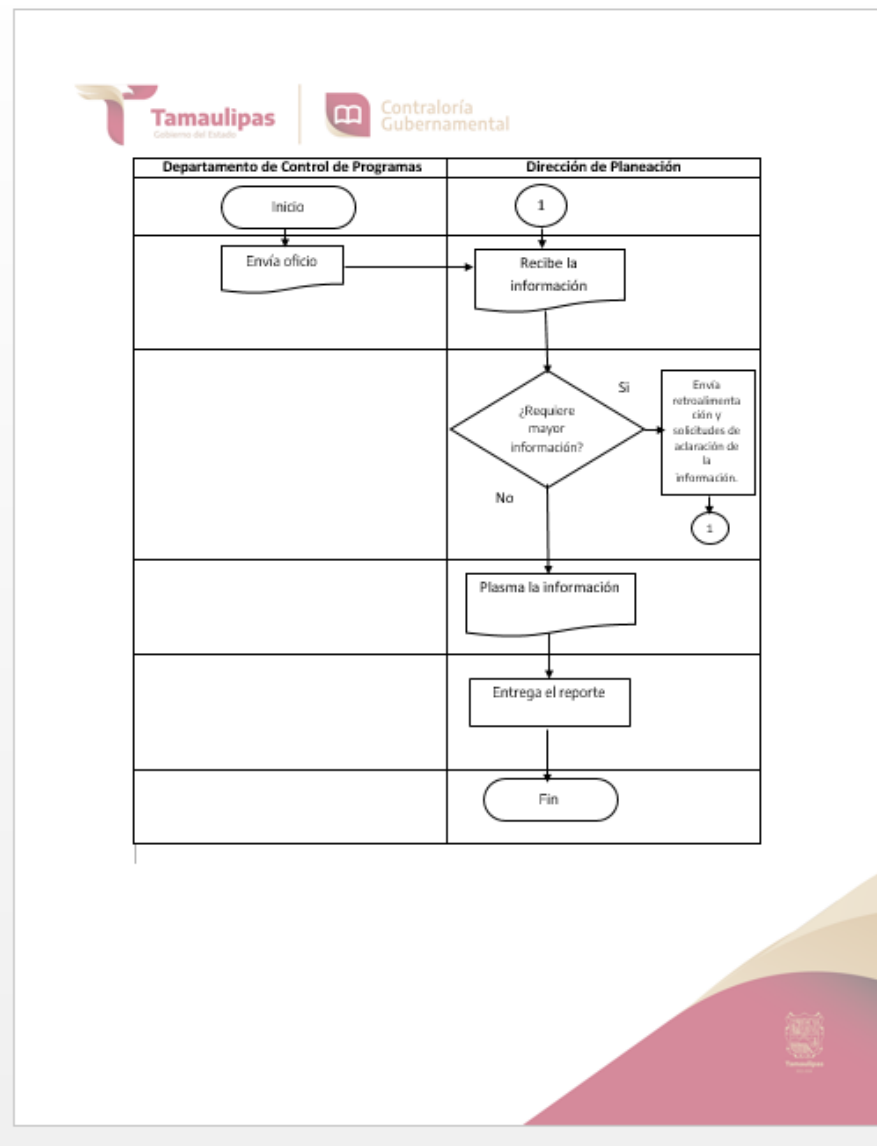 Tamaulipas
Gobierno del Estado
Contraloría
Gubernamental
Departamento de Control de Programas
Dirección de Planeación
Inicio
1
Envía oficio
Recibe la
información
¿Requiere
mayor
información?
Si
Envía
retroalimenta
ción y
solicitudes de
aclaración de
la
información.
No
1
Plasma la información
Entrega el reporte
Fin
Tamaulipas